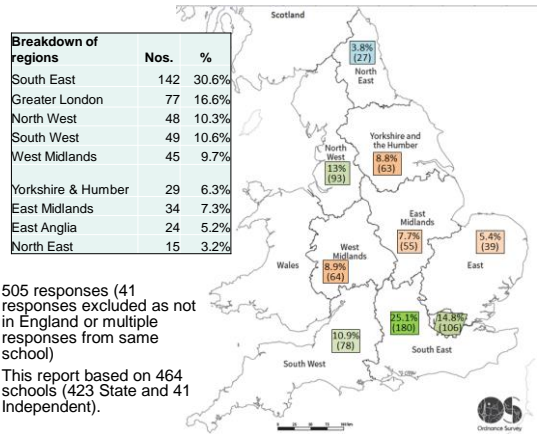 Breakdown of
regions Nos. %
South East 142 30.6%
Greater London 77 16.6%
North West 48 10.3%
South West 49 10.6%
West Midlands 45 9.7%
Yorkshire & Humber 29 6.3%
East Midlands 34 7.3%
East Anglia 24 5.2%
North East 15 3.2%
505 responses (41
responses excluded as not
in England or multiple
responses from same
school)
This report based on 464
schools (423 State and 41
Independent).
Scotland
3.8%
(27)
North
East
Yorkshire and
the Humber
8.8%
(63)
North
West
13%
(93)
East
Midlands
7.7%
(55)
5.4%
(39)
East
West
Midlands
8.9%
(64)
Wales
25.1%
(180)
14.8%
(106)
South East
10.9%
(78)
South West
OS
Ordnance Survey